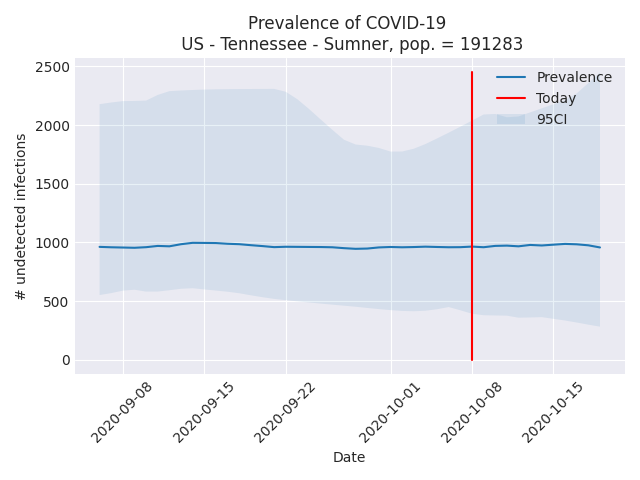 Prevalence of COVID-19
US - Tennessee - Sumner, pop. = 191283
Prevalence
Today
95CI
# undetected infections
2500
2000
1500
1000
500
0
2020-09-08
2020-09-15
2020-09-22
2020-10-01
2020-10-08
2020-10-15
Date